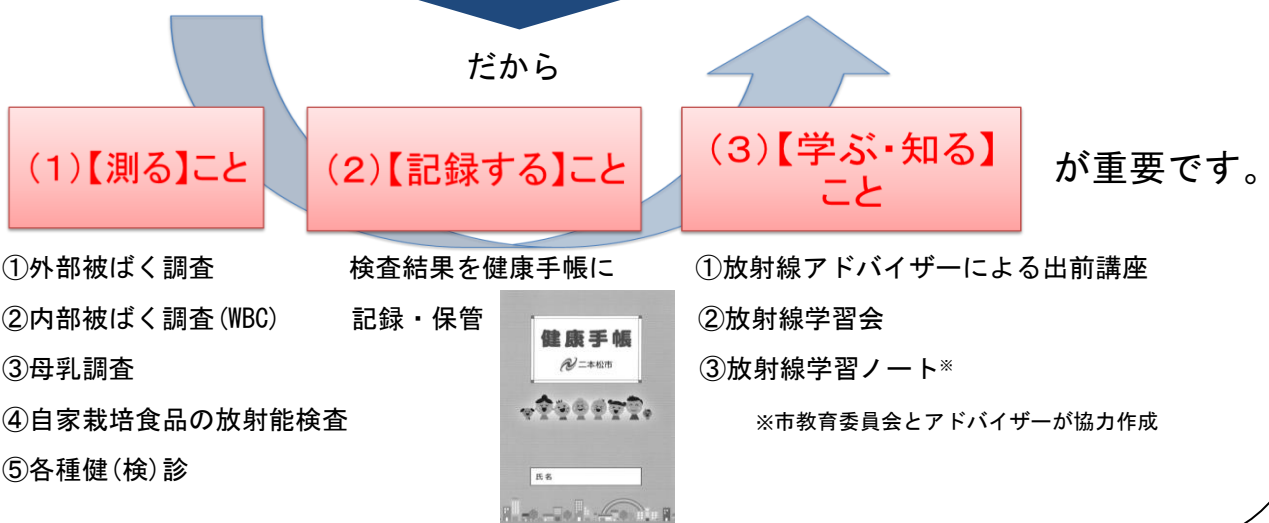 だから
(1)【測る】こと
(2)【記録する】こと
(3)【学ぶ・知る】
こと
が重要です。
①外部被ばく調査
②内部被ばく調査(WBC)
③母乳調査
④自家栽培食品の放射能検査
⑤各種健(検)診
検査結果を健康手帳に
記録・保管
健康手帳
二本松市
氏名
①放射線アドバイザーによる出前講座
②放射線学習会
③放射線学習ノート※
※市教育委員会とアドバイザーが協力作成